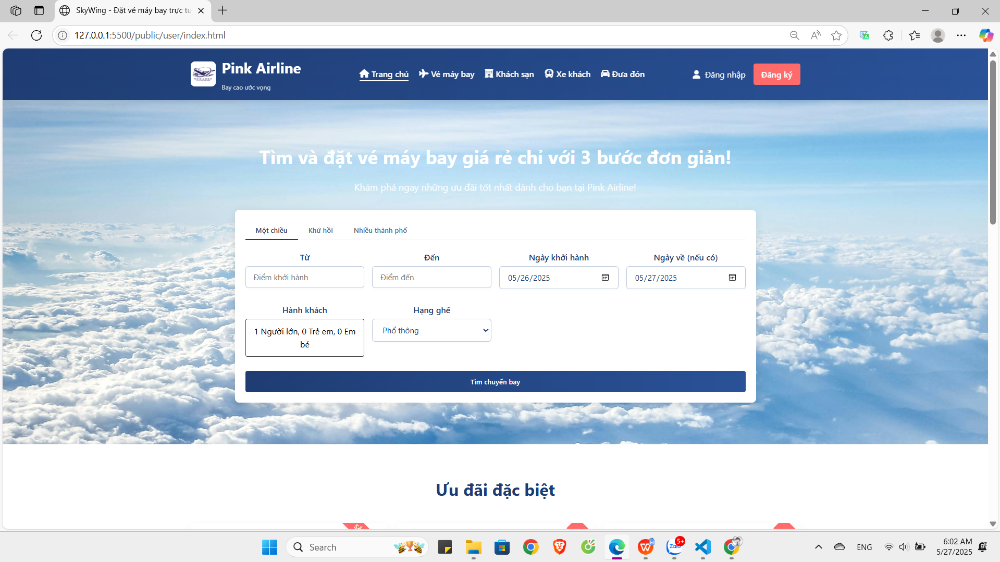 SkyWing - Đặt vé máy bay trực tu
127.0.0.1:5500/public/user/index.html
Pink Airline
Bay cao ước vọng
Trang chủ
Vé máy bay
Khách sạn
Xe khách
Đưa đón
Đăng nhập
Đăng ký
Tìm và đặt vé máy bay giá rẻ chỉ với 3 bước đơn giản!
Khám phá ngay những ưu đãi tốt nhất dành cho bạn tại Pink Airline!
Một chiều
Khứ hồi
Nhiều thành phố
Từ
Đến
Ngày khởi hành
Ngày về (nếu có)
Điểm khởi hành
Điểm đến
05/26/2025
05/27/2025
Hành khách
Hạng ghế
1 Người lớn, 0 Trẻ em, 0 Em
bé
Phổ thông
Tìm chuyến bay
Ưu đãi đặc biệt
Search
Zalo
5+
ENG
6:02 AM
5/27/2025